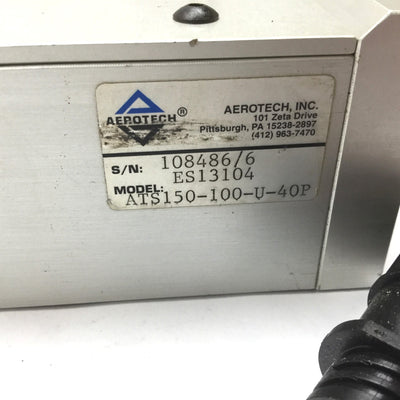 AEROTECH®
AEROTECH, INC.
101 Zeta Drive
Pittsburgh, PA 15238-2897
(412) 963-7470
S/N: 108486/6
ES13104
MODEL: ATS150-100-U-40P